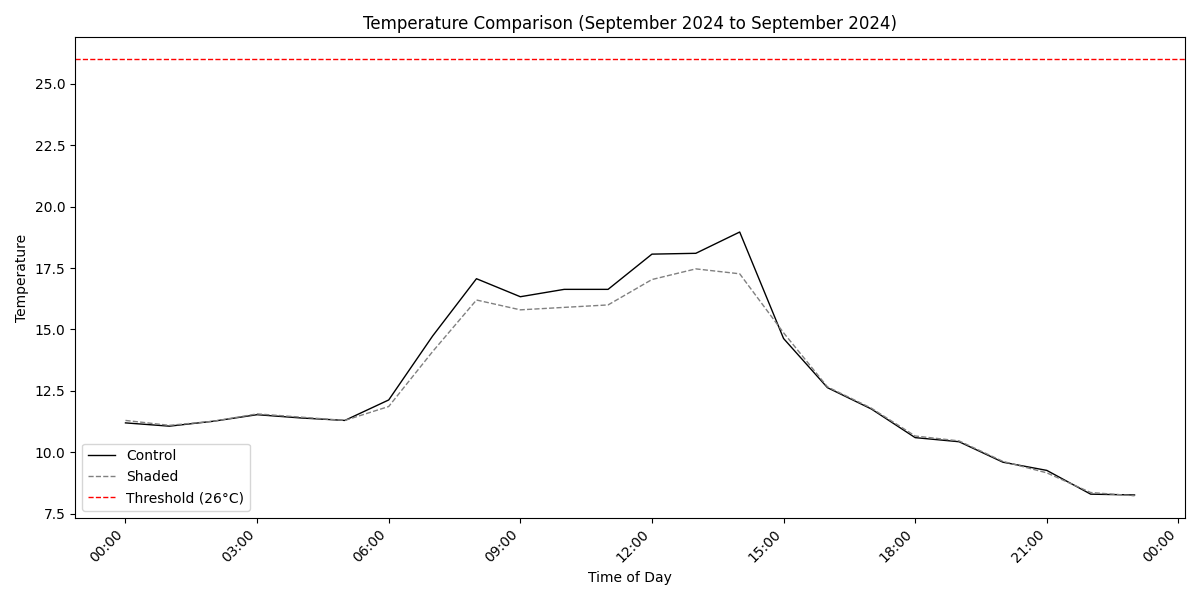 Temperature Comparison (September 2024 to September 2024)
Temperature
25.0
22.5
20.0
17.5
15.0
12.5
10.0
7.5
Control
Shaded
Threshold (26°C)
00:00
03:00
06:00
09:00
12:00
15:00
18:00
21:00
00:00
Time of Day